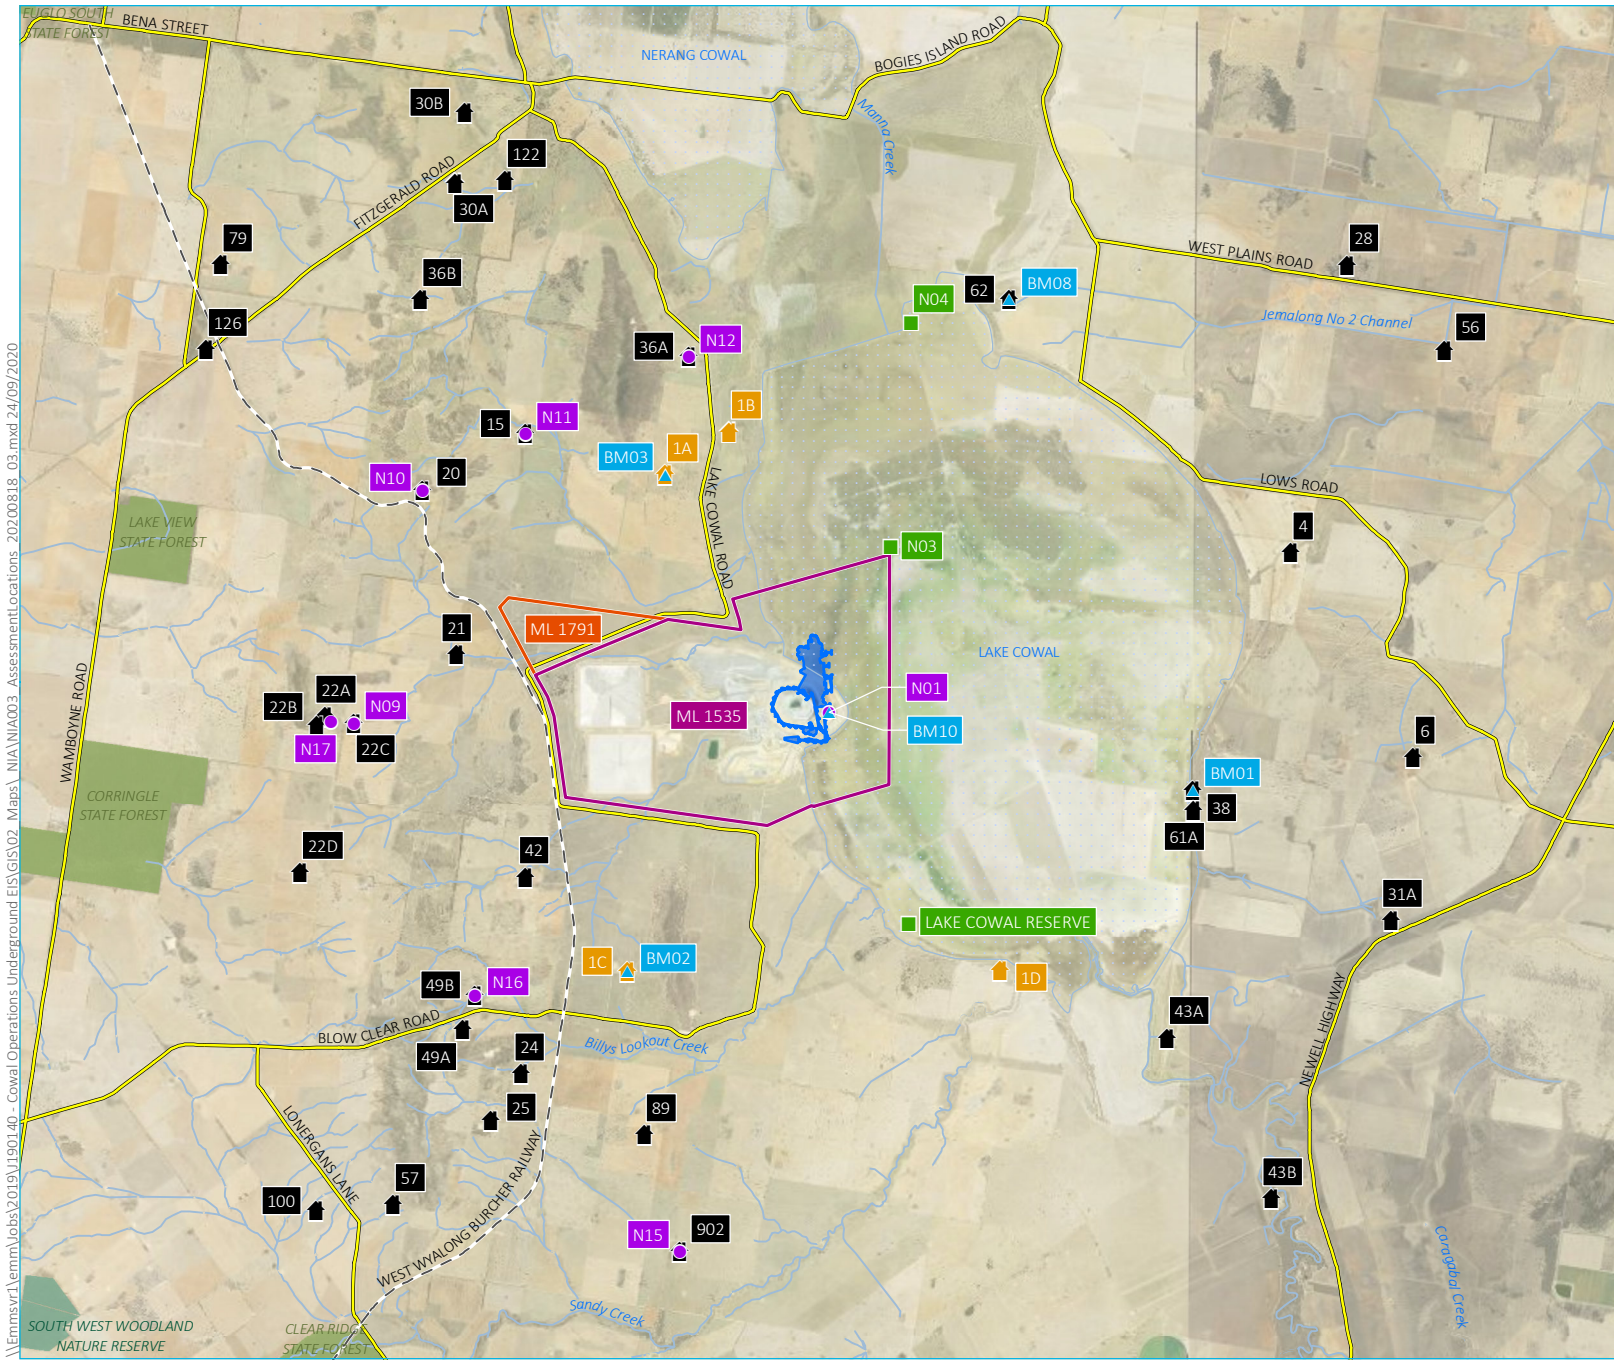 EUGLO SOUTH
STATE FOREST
BENA STREET
NERANG COWAL
BOGIES ISLAND ROAD
30B
Manna Creek
122
FITZGERALD ROAD
30A
79
28
WEST PLAINS ROAD
36B
62
BM08
N04
126
Jemalong No 2 Channel
56
36A
N12
1B
15
N11
1A
BM03
20
N10
LAKE COWAL ROAD
LOWS ROAD
LAKE VIEW
STATE FOREST
4
N03
21
ML 1791
LAKE COWAL
WAMBOYNE ROAD
22A
22B
N09
N01
ML 1535
N17
22C
BM10
6
BM01
CORRINGLE
STATE FOREST
38
61A
22D
42
31A
LAKE COWAL RESERVE
1C
BM02
1D
49B
N16
NEWELL HIGHWAY
43A
BLOW CLEAR ROAD
Billys Lookout Creek
49A
24
25
89
LONERGANS LANE
WEST WYALONG BURCHER RAILWAY
57
43B
100
N15
902
Caragabal Creek
Sandy Creek
SOUTH WEST WOODLAND
NATURE RESERVE
CLEAR RIDGE
STATE FOREST
\\Emmsvr1\emm\Jobs\2019\J190140 - Cowal Operations Underground EIS\GIS\02_Maps\_NIA\NIA003_AssessmentLocations_20200818_03.mxd 24/09/2020